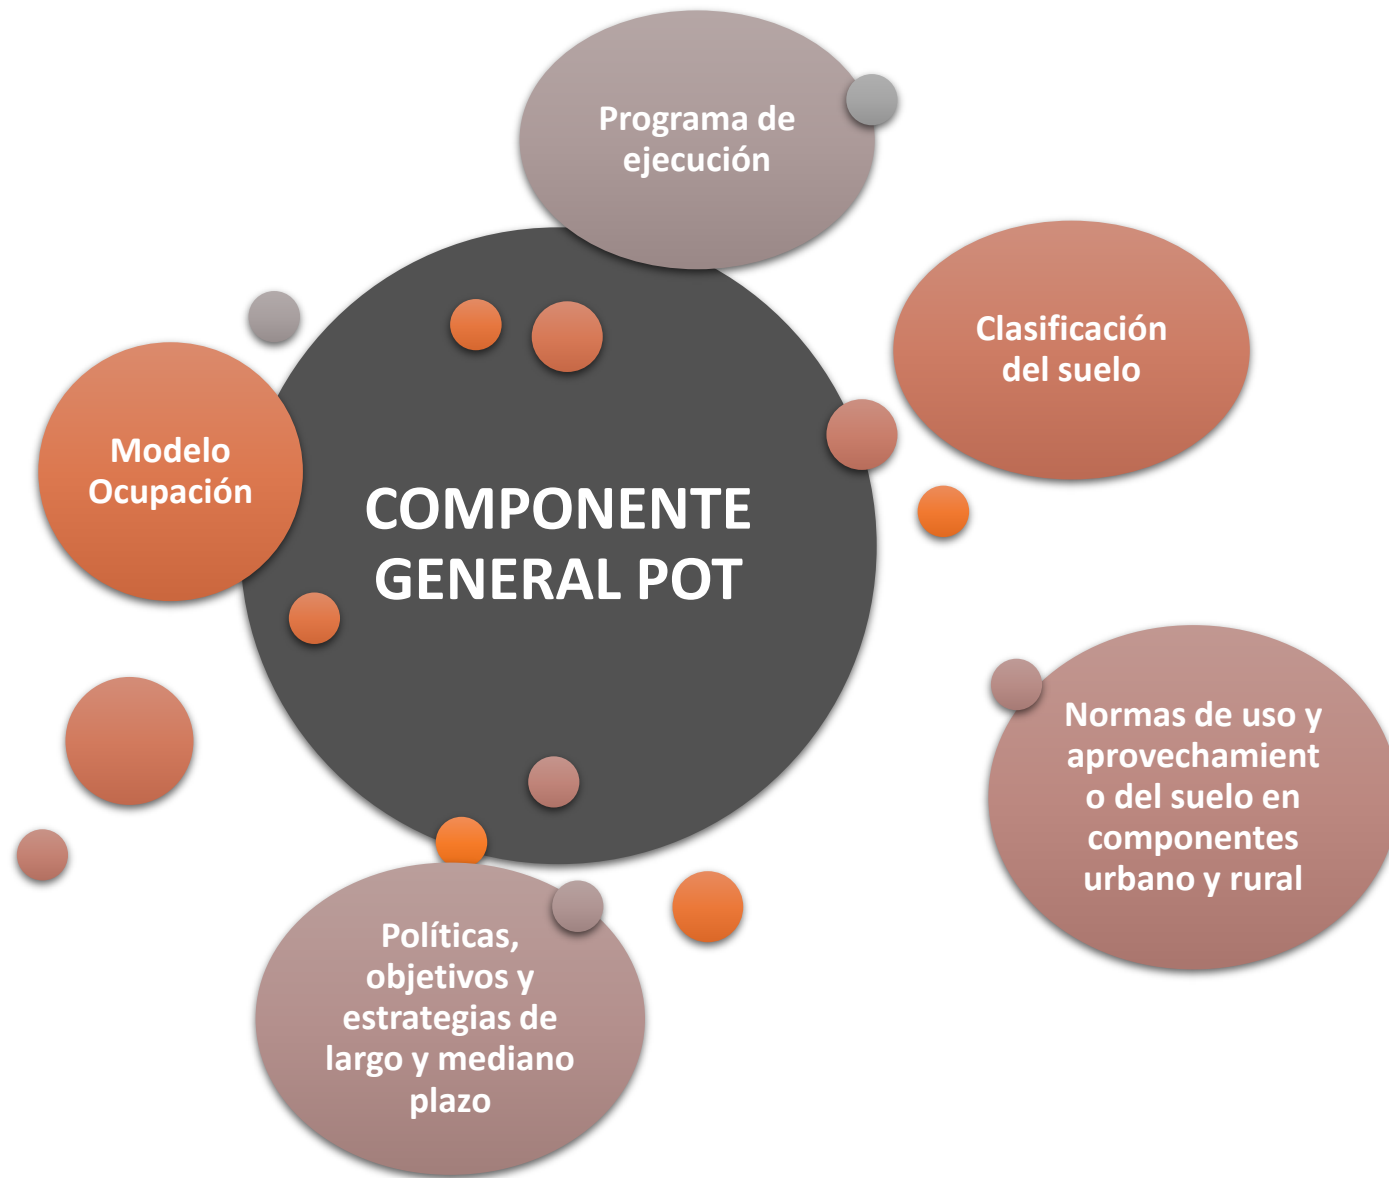 Programa de
ejecución
Clasificación
del suelo
Modelo
Ocupación
COMPONENTE
GENERAL POT
Normas de uso y
aprovechamient
o del suelo en
componentes
urbano y rural
Políticas,
objetivos y
estrategias de
largo y mediano
plazo